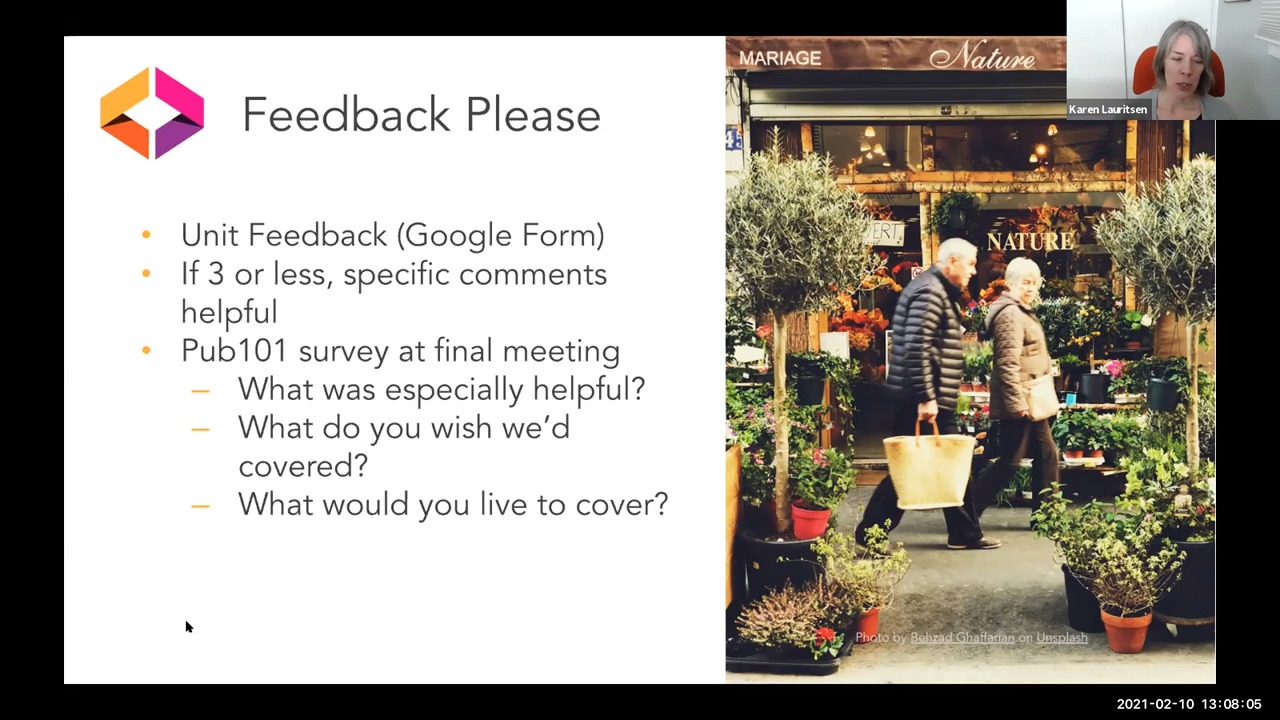 Feedback Please
• Unit Feedback (Google Form)
• If 3 or less, specific comments
helpful
• Pub101 survey at final meeting
– What was especially helpful?
– What do you wish we’d
covered?
– What would you live to cover?
MARIAGE
Nature
NATURE
Photo by Behzad Ghaffarian on Unsplash
Karen Lauritsen
2021-02-10 13:08:05